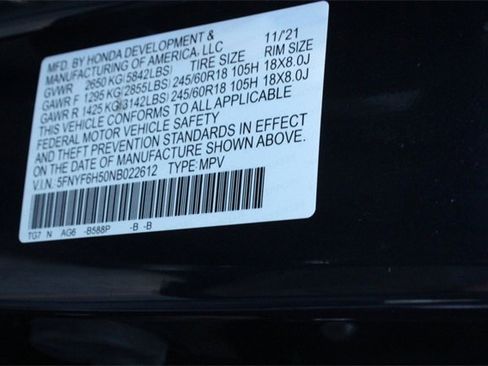 MFD. BY HONDA DEVELOPMENT & 11/'21
MANUFACTURING OF AMERICA, LLC TIRE SIZE RIM SIZE
GVWR 2650 KG(5842LBS)
GAWR F 1295 KG(2855LBS) 245/60R18 105H 18X8.0J
GAWR R 1425 KG(3142LBS) 245/60R18 105H 18X8.0J
THIS VEHICLE CONFORMS TO ALL APPLICABLE
FEDERAL MOTOR VEHICLE SAFETY
AND THEFT PREVENTION STANDARDS IN EFFECT
ON THE DATE OF MANUFACTURE SHOWN ABOVE.
V.I.N. 5FNYF6H50NB022612 TYPE:MPV
TG7 N AG6 -B588P -B -B